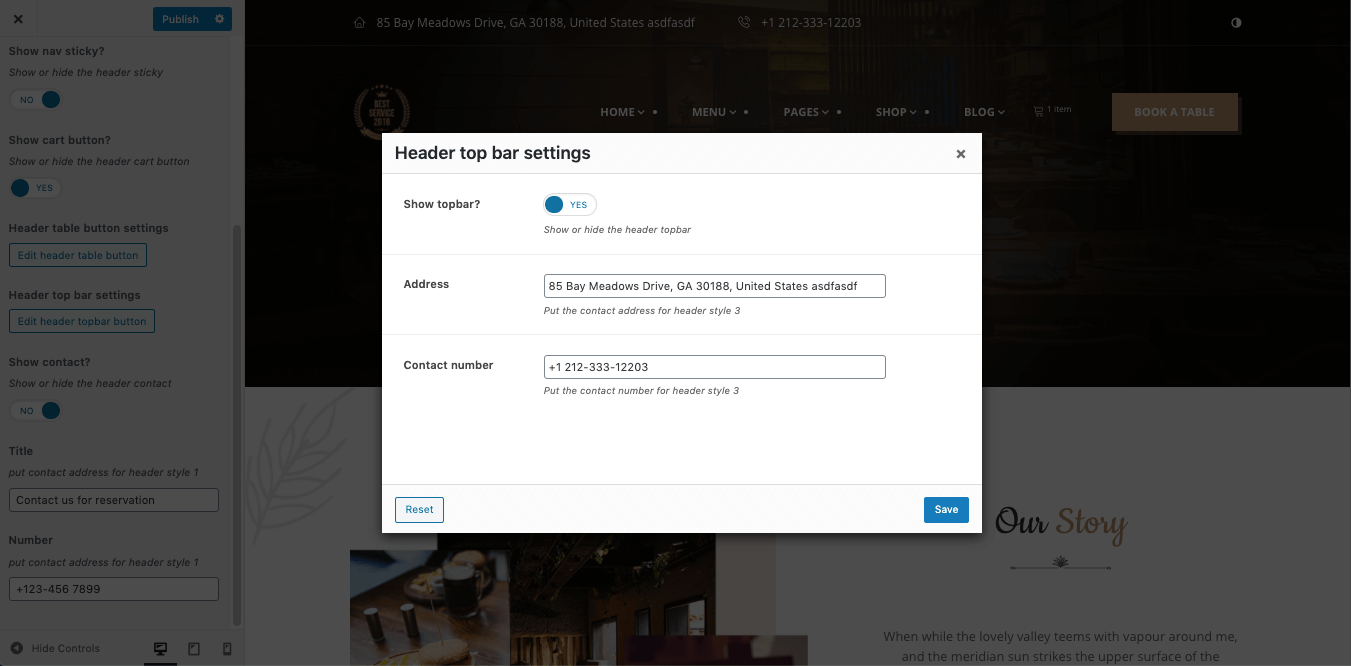 Publish
Show nav sticky?
Show or hide the header sticky
NO
Show cart button?
Show or hide the header cart button
YES
Header table button settings
Edit header table button
Header top bar settings
Edit header topbar button
Show contact?
Show or hide the header contact
NO
Title
put contact address for header style 1
Contact us for reservation
Number
put contact address for header style 1
+123-456 7899
Hide Controls
85 Bay Meadows Drive, GA 30188, United States asdfasdf
+1 212-333-12203
BEST
SERVICE
2016
HOME
MENU
PAGES
SHOP
BLOG
1 item
BOOK A TABLE
Header top bar settings
Show topbar?
YES
Show or hide the header topbar
Address
85 Bay Meadows Drive, GA 30188, United States asdfasdf
Put the contact address for header style 3
Contact number
+1 212-333-12203
Put the contact number for header style 3
Reset
Save
Our Story
When while the lovely valley teems with vapour around me,
and the meridian sun strikes the upper surface of the